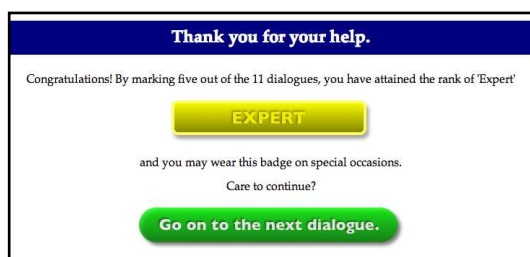 Thank you for your help.
Congratulations! By marking five out of the 11 dialogues, you have attained the rank of 'Expert'
EXPERT
and you may wear this badge on special occasions.
Care to continue?
Go on to the next dialogue.